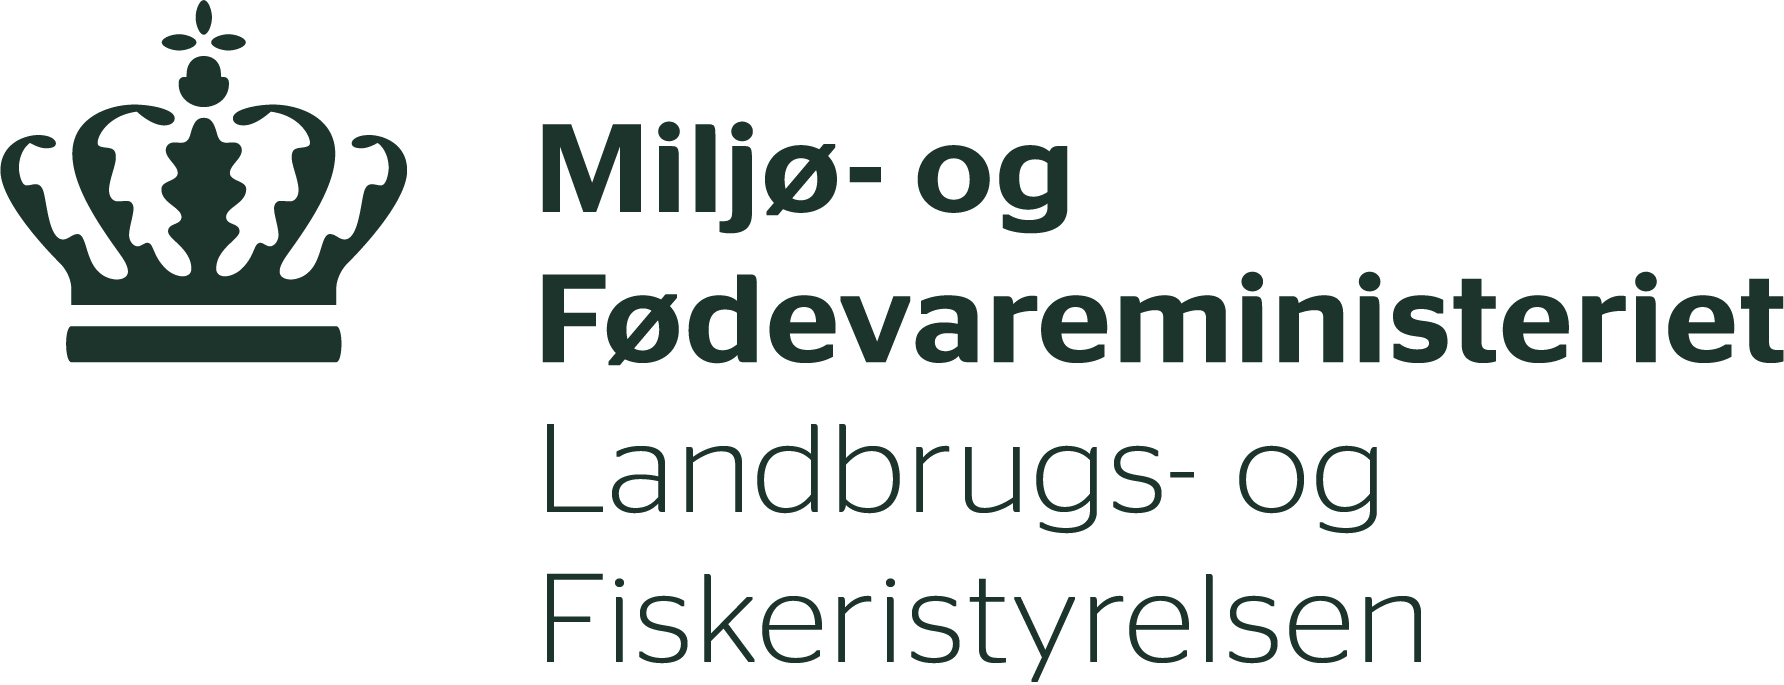 Miljø- og
Fødevareministeriet
Landbrugs- og
Fiskeristyrelsen